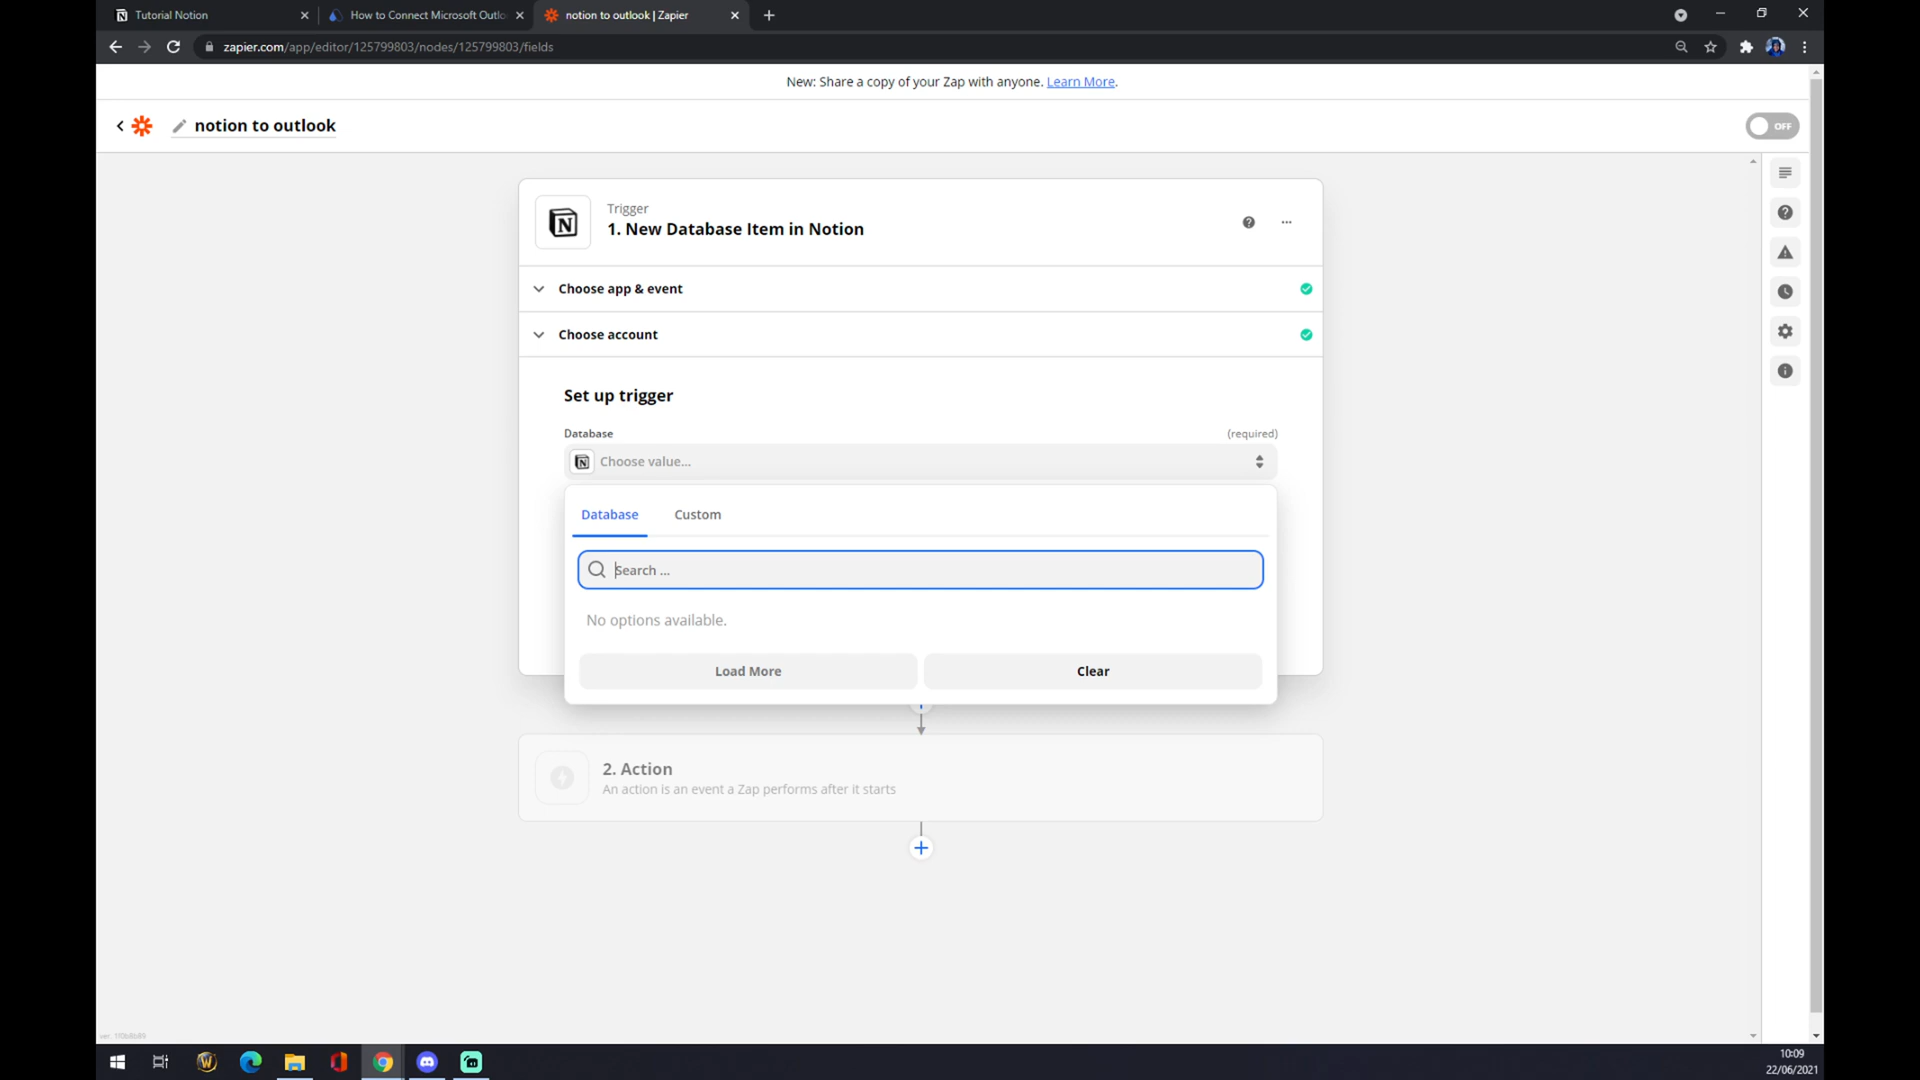 Tutorial Notion
How to Connect Microsoft Outlo
notion to outlook | Zapier
zapier.com/app/editor/125799803/nodes/125799803/fields
New: Share a copy of your Zap with anyone. Learn More.
notion to outlook
OFF
Trigger
1. New Database Item in Notion
Choose app & event
Choose account
Set up trigger
Database
(required)
Choose value...
Database
Custom
Search ...
No options available.
Load More
Clear
2. Action
An action is an event a Zap performs after it starts
10:09
22/06/2021